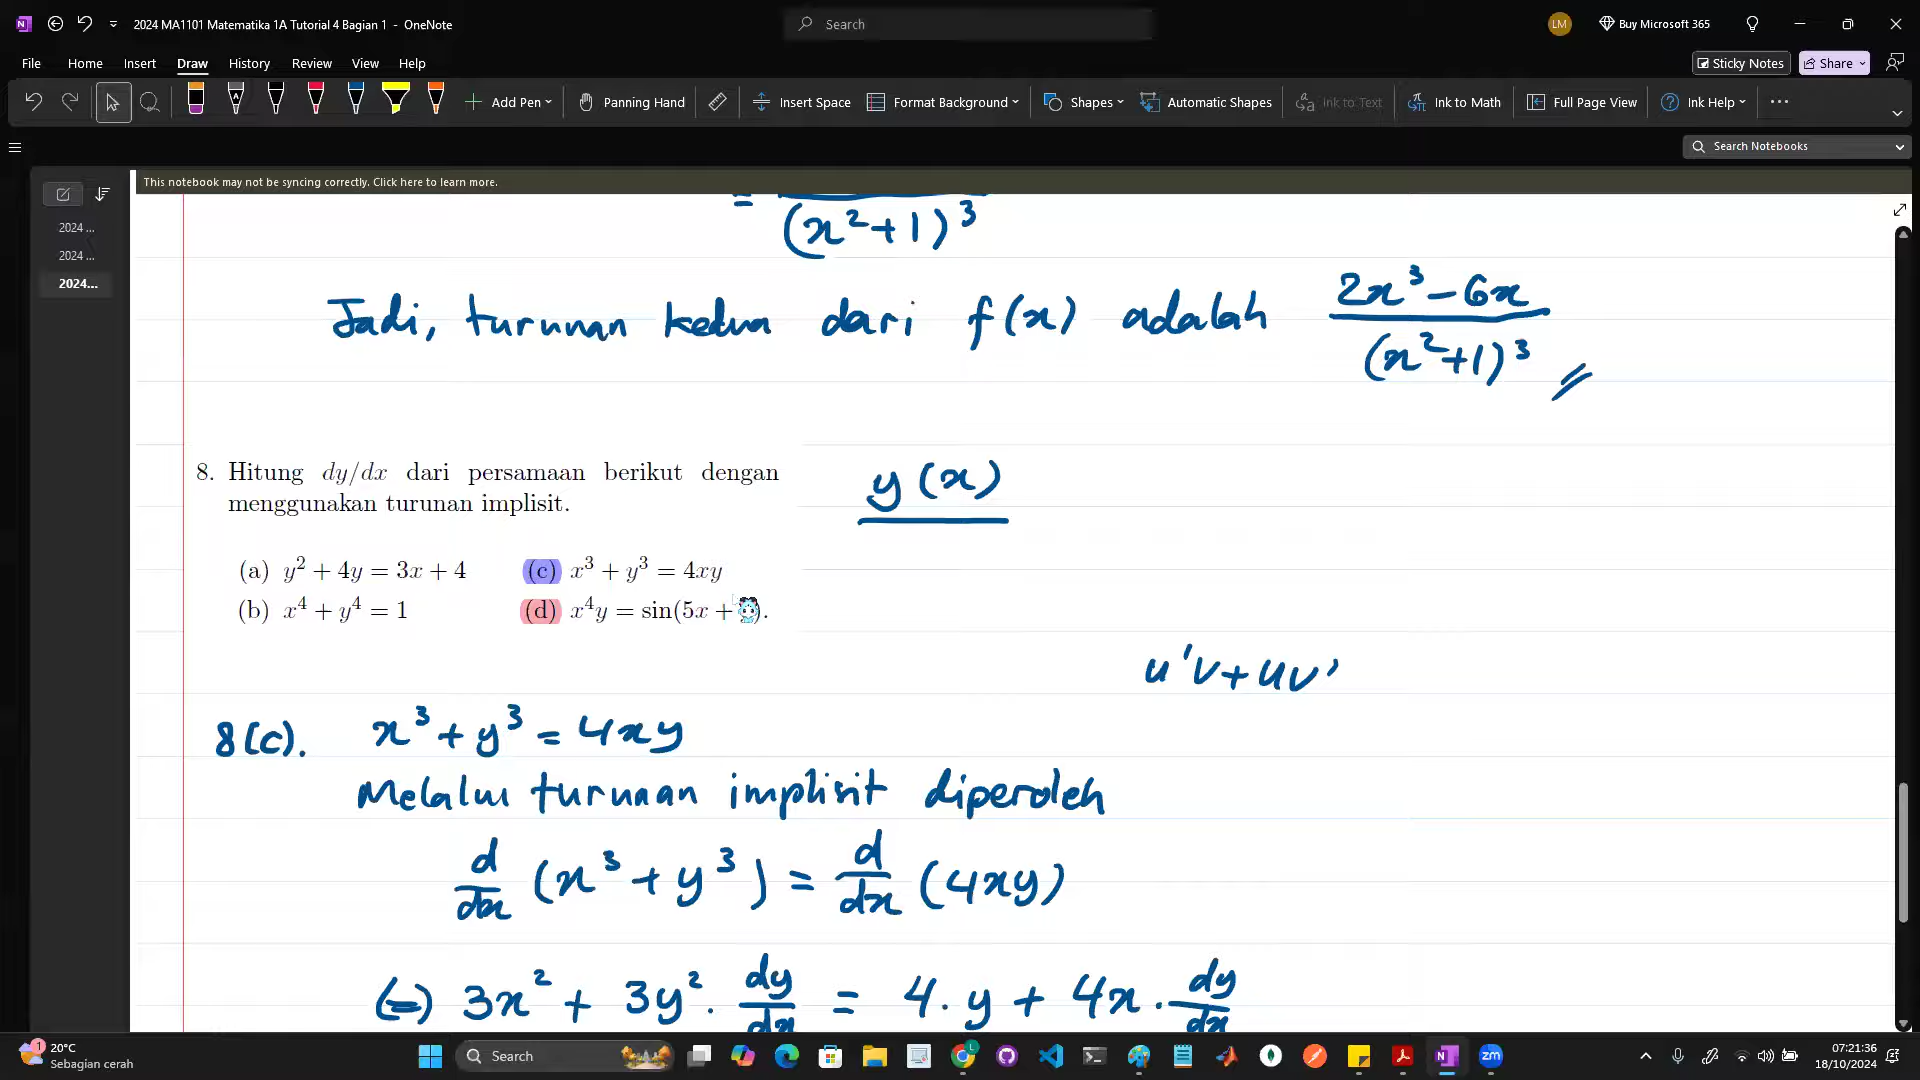 2024 MA1101 Matematika 1A Tutorial 4 Bagian 1 - OneNote
Search
LM
Buy Microsoft 365
File Home Insert Draw History Review View Help
Sticky Notes
Share
Add Pen
Panning Hand
Insert Space
Format Background
Shapes
Automatic Shapes
Ink to Text
Ink to Math
Full Page View
Ink Help
Search Notebooks
This notebook may not be syncing correctly. Click here to learn more.
2024 ...
2024 ...
2024...
= (x²+1)³
Jadi, turunan kedua dari f(x) adalah (2x³-6x)/(x²+1)³
8. Hitung dy/dx dari persamaan berikut dengan
menggunakan turunan implisit.
y(x)
(a) y² + 4y = 3x + 4 (c) x³ + y³ = 4xy
(b) x⁴ + y⁴ = 1 (d) x⁴y = sin(5x + ).
u'v+uv'
8(c). x³+y³=4xy
Melalui turunan implisit diperoleh
d/dx (x³+y³) = d/dx (4xy)
(=) 3x² + 3y² . dy/dx = 4.y + 4x . dy/dx
1
20°C
Sebagian cerah
Search
L
zm
07:21:36
18/10/2024